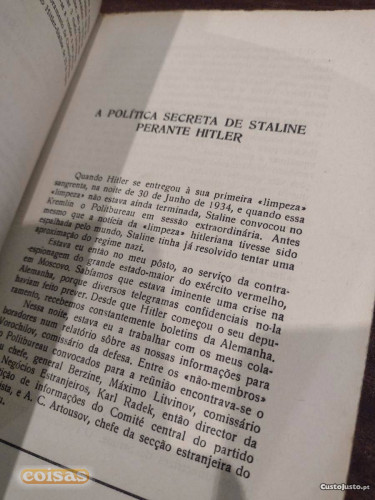 A POLÍTICA SECRETA DE STALINE
PERANTE HITLER
Quando Hitler se entregou à sua primeira «limpeza»
sangrenta, na noite de 30 de Junho de 1934, e quando essa
«limpeza» não estava ainda terminada, Staline convocou no
Kremlin o Politbureau em sessão extraordinária. Antes
mesmo que a notícia da «limpeza» hitleriana tivesse sido
espalhada pelo mundo, Staline tinha já resolvido tentar uma
aproximação do regime nazi.
Estava eu então no meu pôsto, ao serviço da contra-
espionagem do grande estado-maior do exército vermelho,
em Moscovo. Sabíamos que estava iminente uma crise na
Alemanha, porque diversos telegramas confidenciais no-la
haviam feito prever. Desde que Hitler começou o seu depu-
ramento, recebemos constantemente boletins da Alemanha.
Nessa noite, estava eu a trabalhar com os meus cola-
boradores num relatório sôbre as nossas informações para
Vorochilov, comissário da defesa. Entre os «não-membros»
o Politbureau convocados para a reünião encontrava-se o
chefe, general Berzine, Máximo Litvinov, comissário
Negócios Estrangeiros, Karl Radek, então director da
ição de informações do Comité central do partido
ista, e A. C. Artousov, chefe da secção estrangeira do
coisas
CustoJusto.pt